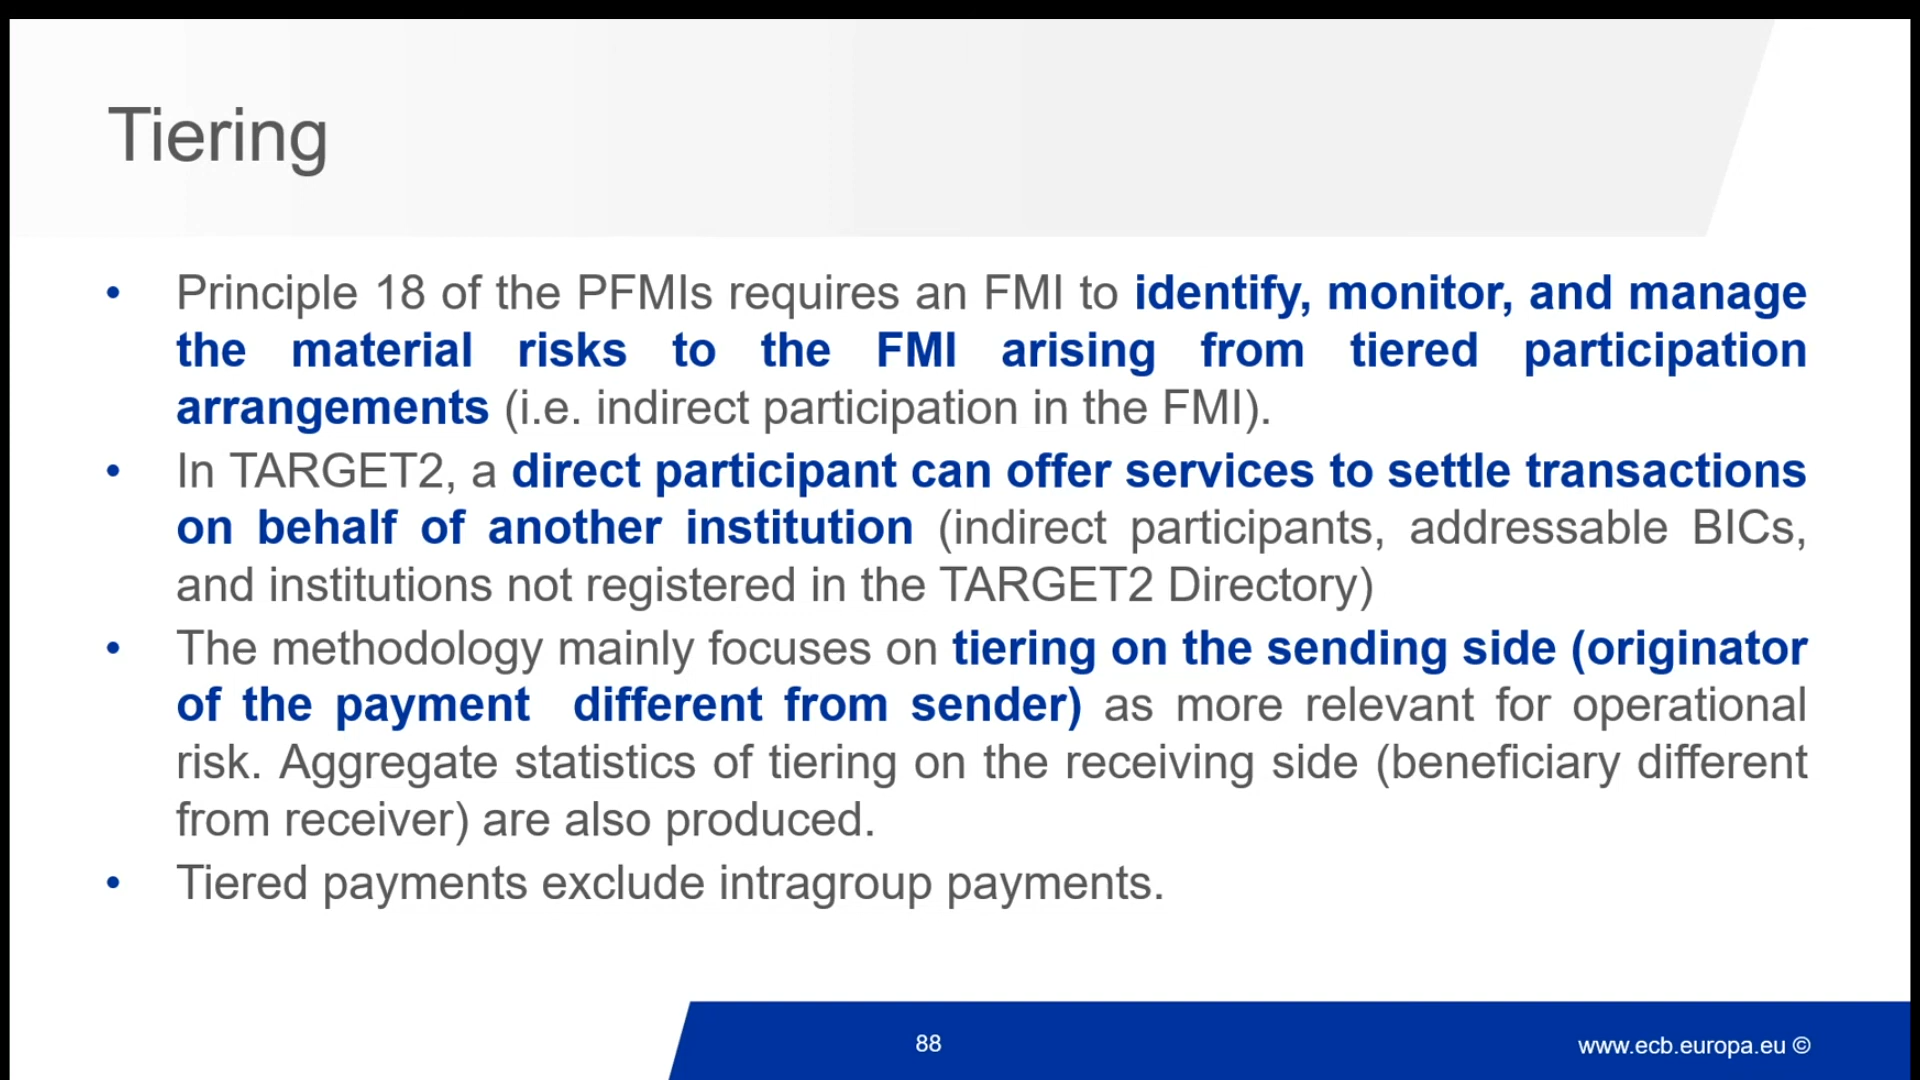 Tiering
• Principle 18 of the PFMIs requires an FMI to identify, monitor, and manage
the material risks to the FMI arising from tiered participation
arrangements (i.e. indirect participation in the FMI).
• In TARGET2, a direct participant can offer services to settle transactions
on behalf of another institution (indirect participants, addressable BICs,
and institutions not registered in the TARGET2 Directory)
• The methodology mainly focuses on tiering on the sending side (originator
of the payment  different from sender) as more relevant for operational
risk. Aggregate statistics of tiering on the receiving side (beneficiary different
from receiver) are also produced.
• Tiered payments exclude intragroup payments.
88
www.ecb.europa.eu ©